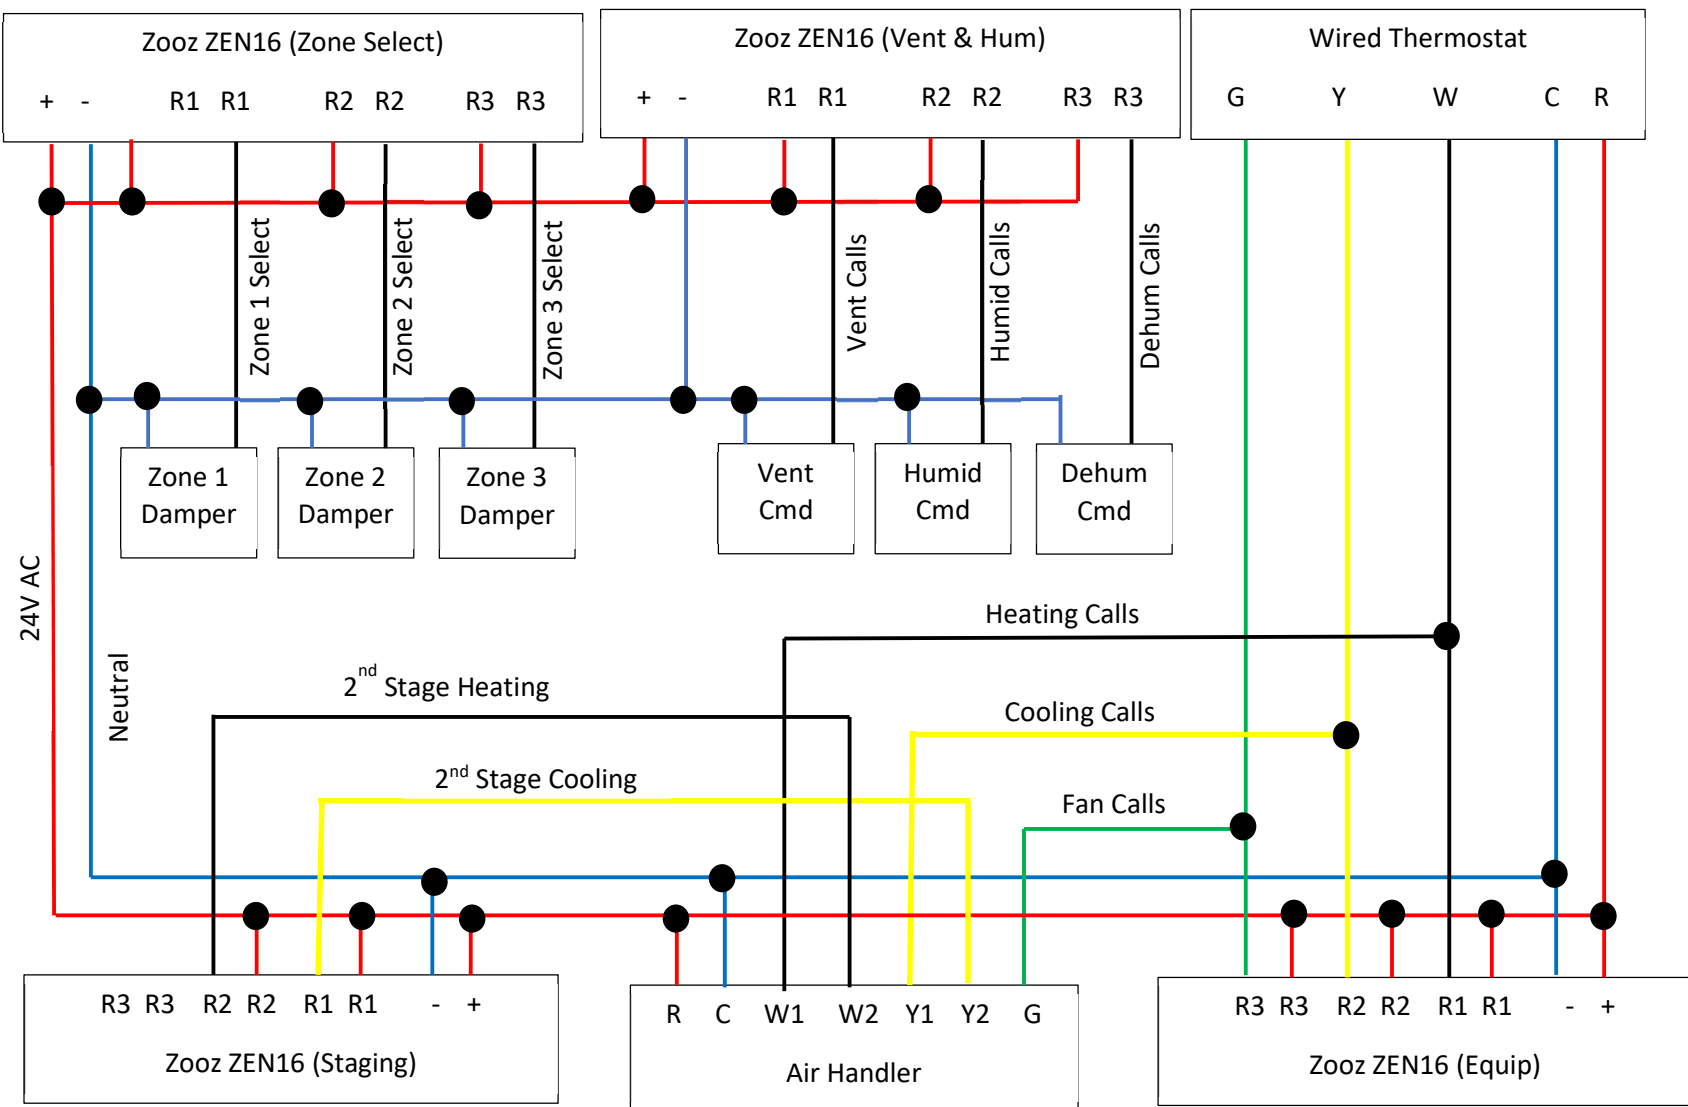 Zooz ZEN16 (Zone Select)
+ - R1 R1 R2 R2 R3 R3
Zooz ZEN16 (Vent & Hum)
+ - R1 R1 R2 R2 R3 R3
Wired Thermostat
G Y W C R
Zone 1 Select
Zone 2 Select
Zone 3 Select
Vent Calls
Humid Calls
Dehum Calls
Zone 1
Damper
Zone 2
Damper
Zone 3
Damper
Vent
Cmd
Humid
Cmd
Dehum
Cmd
24V AC
Neutral
Heating Calls
2nd Stage Heating
Cooling Calls
2nd Stage Cooling
Fan Calls
R3 R3 R2 R2 R1 R1 - +
Zooz ZEN16 (Staging)
R C W1 W2 Y1 Y2 G
Air Handler
R3 R3 R2 R2 R1 R1 - +
Zooz ZEN16 (Equip)